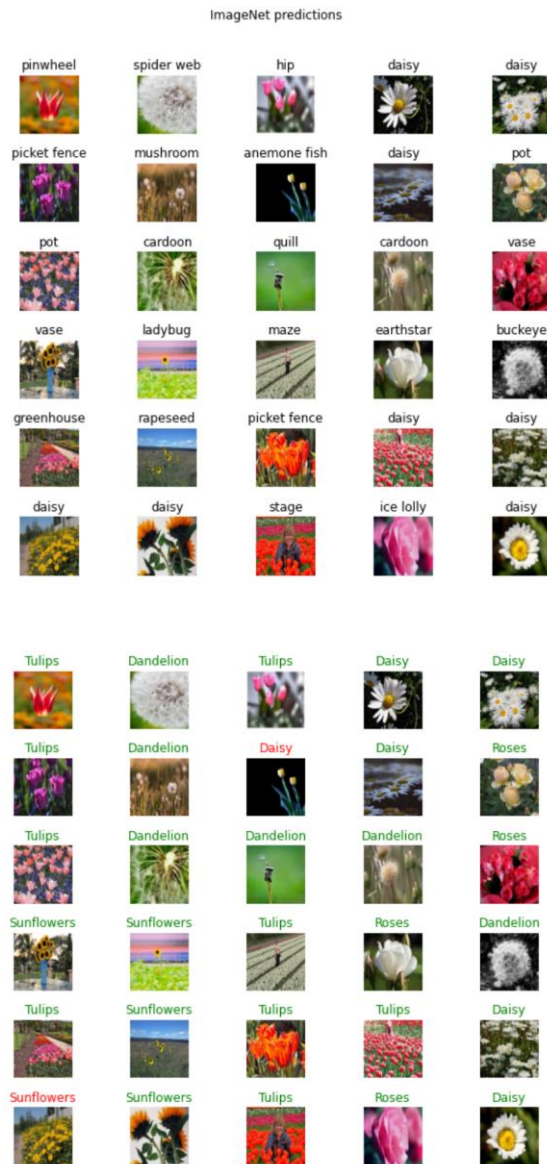 ImageNet predictions
pinwheel spider web hip daisy daisy
picket fence mushroom anemone fish daisy pot
pot cardoon quill cardoon vase
vase ladybug maze earthstar buckeye
greenhouse rapeseed picket fence daisy daisy
daisy daisy stage ice lolly daisy
Tulips Dandelion Tulips Daisy Daisy
Tulips Dandelion Daisy Daisy Roses
Tulips Dandelion Dandelion Dandelion Roses
Sunflowers Sunflowers Tulips Roses Dandelion
Tulips Sunflowers Tulips Tulips Daisy
Sunflowers Sunflowers Tulips Roses Daisy